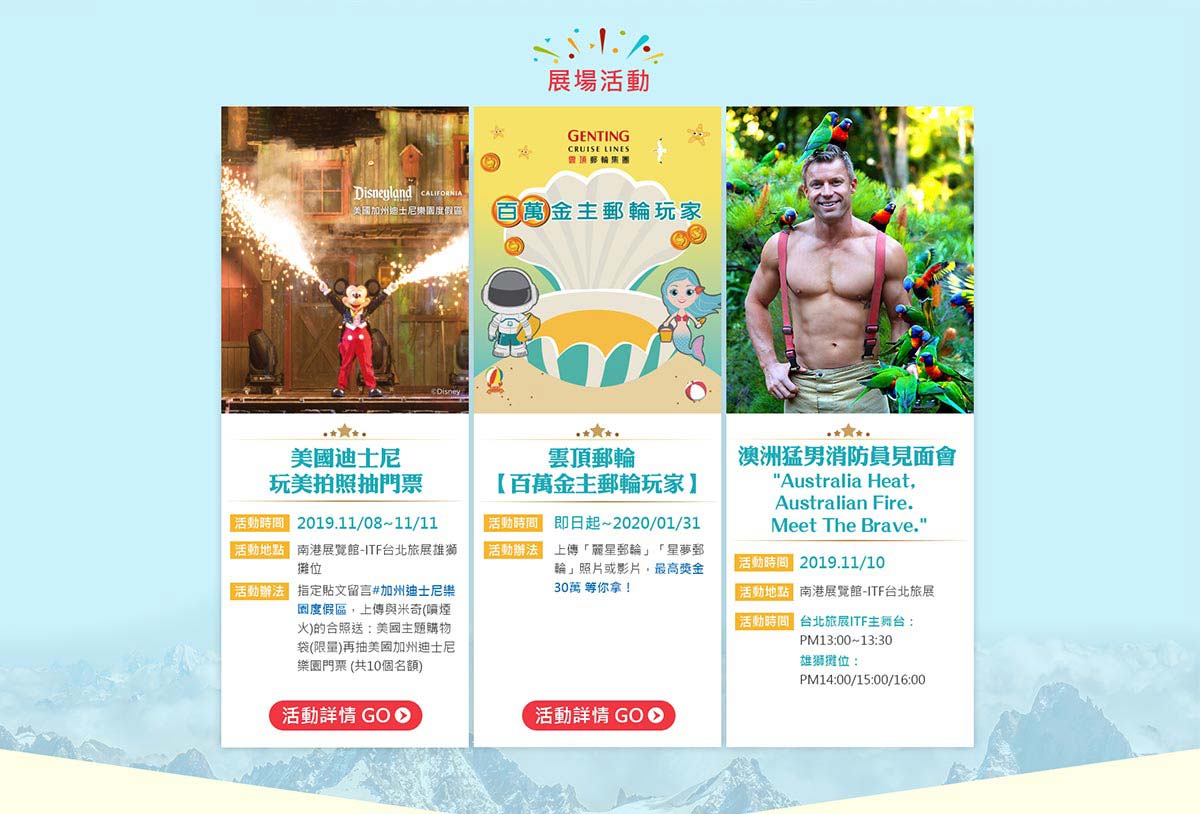 展場活動
Disneyland CALIFORNIA
美國加州迪士尼樂園度假區
©Disney
美國迪士尼
玩美拍照抽門票
活動時間 2019.11/08~11/11
活動地點 南港展覽館-ITF台北旅展雄獅
攤位
活動辦法 指定貼文留言#加州迪士尼樂
園度假區，上傳與米奇(噴煙
火)的合照送：美國主題購物
袋(限量)再抽美國加州迪士尼
樂園門票 (共10個名額)
活動詳情 GO
GENTING
CRUISE LINES
雲頂郵輪集團
百萬金主郵輪玩家
雲頂郵輪
【百萬金主郵輪玩家】
活動時間 即日起~2020/01/31
活動辦法 上傳「麗星郵輪」「星夢郵
輪」照片或影片，最高獎金
30萬 等你拿！
活動詳情 GO
澳洲猛男消防員見面會
"Australia Heat,
Australian Fire.
Meet The Brave."
活動時間 2019.11/10
活動地點 南港展覽館-ITF台北旅展
活動時間 台北旅展ITF主舞台：
PM13:00~13:30
雄獅攤位：
PM14:00/15:00/16:00